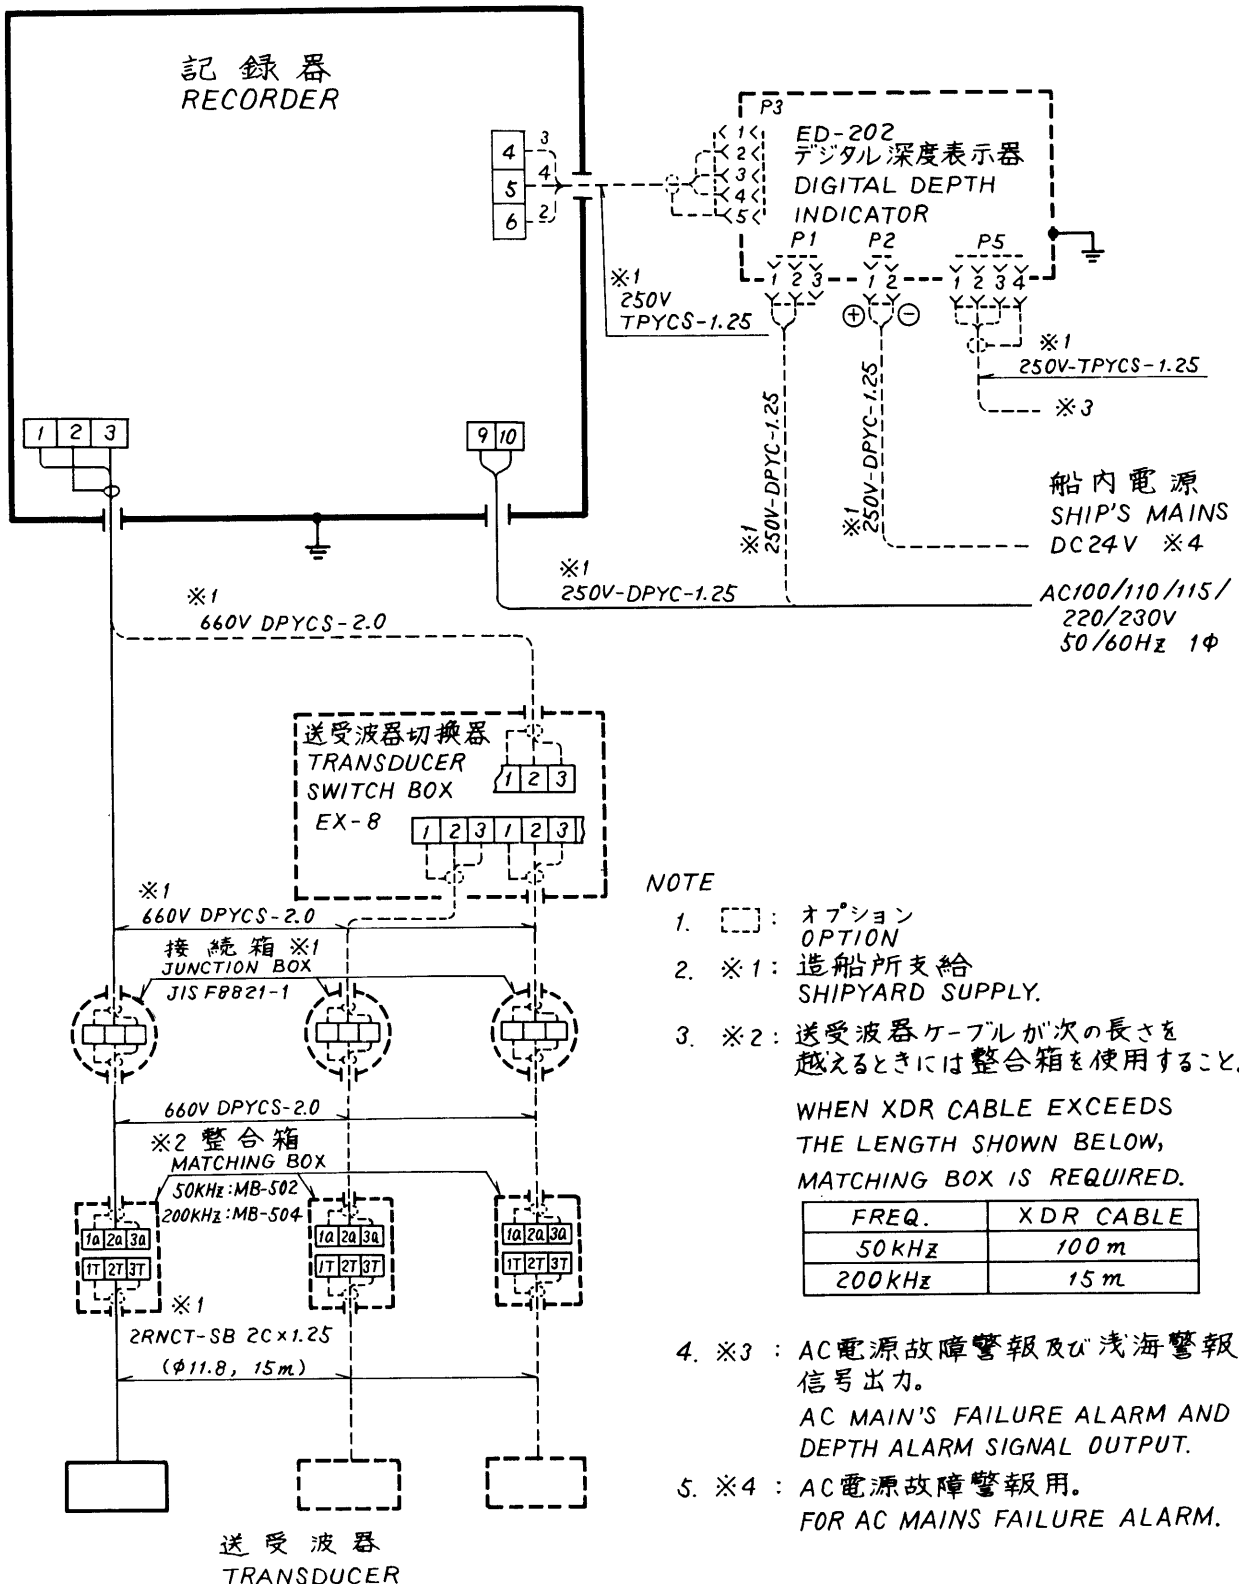 記録器
RECORDER
4 3
5 4
6 2
P3
1
2
3
4
5
ED-202
デジタル深度表示器
DIGITAL DEPTH
INDICATOR
P1 P2 P5
1 2 3 1 2 1 2 3 4
+ -
※1
250V
TPYCS-1.25
※1
250V-TPYCS-1.25
※3
※1
250V-DPYC-1.25
※1
250V-DPYC-1.25
1 2 3
9 10
船内電源
SHIP'S MAINS
DC24V ※4
※1
250V-DPYC-1.25
AC100/110/115/
220/230V
50/60Hz 1Φ
※1
660V DPYCS-2.0
送受波器切換器
TRANSDUCER
SWITCH BOX
EX-8
1 2 3
1 2 3 1 2 3
※1
660V DPYCS-2.0
接続箱 ※1
JUNCTION BOX
JIS F8821-1
660V DPYCS-2.0
※2 整合箱
MATCHING BOX
50KHz:MB-502
200KHz:MB-504
1a 2a 3a
1T 2T 3T
1a 2a 3a
1T 2T 3T
1a 2a 3a
1T 2T 3T
※1
2RNCT-SB 2C×1.25
(Φ11.8, 15m)
送受波器
TRANSDUCER
NOTE
1. : オプション
OPTION
2. ※1: 造船所支給
SHIPYARD SUPPLY.
3. ※2: 送受波器ケーブルが次の長さを
越えるときには整合箱を使用すること.
WHEN XDR CABLE EXCEEDS
THE LENGTH SHOWN BELOW,
MATCHING BOX IS REQUIRED.
FREQ. XDR CABLE
50kHz 100m
200kHz 15m
4. ※3 : AC電源故障警報及び浅海警報
信号出力。
AC MAIN'S FAILURE ALARM AND
DEPTH ALARM SIGNAL OUTPUT.
5. ※4 : AC電源故障警報用。
FOR AC MAINS FAILURE ALARM.